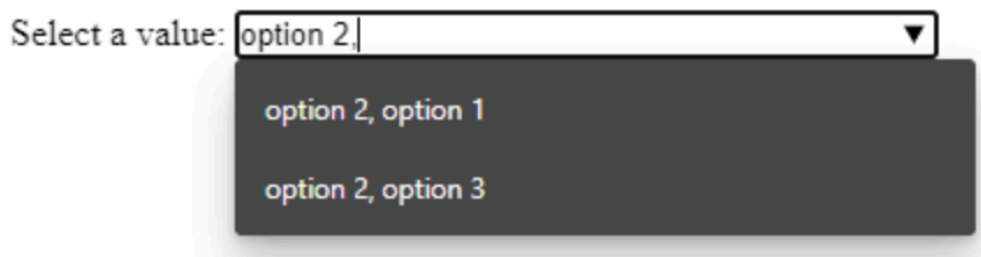 Select a value: option 2,
option 2, option 1
option 2, option 3